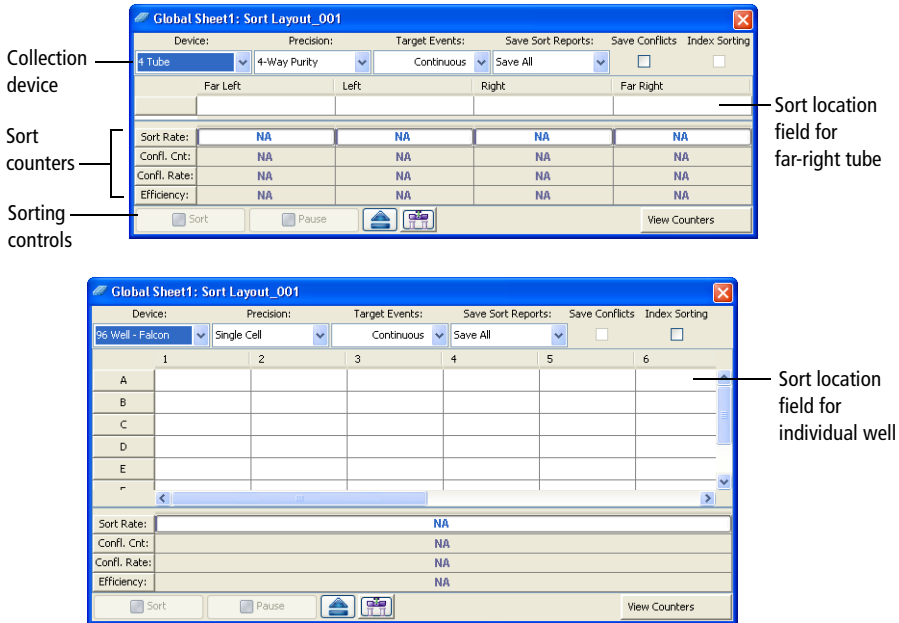 Global Sheet1: Sort Layout_001
Device: Precision: Target Events: Save Sort Reports: Save Conflicts Index Sorting
4 Tube 4-Way Purity Continuous Save All
Far Left Left Right Far Right
Sort Rate: NA NA NA NA
Confl. Cnt: NA NA NA NA
Confl. Rate: NA NA NA NA
Efficiency: NA NA NA NA
Sort Pause View Counters
Collection
device
Sort
counters
Sorting
controls
Sort location
field for
far-right tube
Global Sheet1: Sort Layout_001
Device: Precision: Target Events: Save Sort Reports: Save Conflicts Index Sorting
96 Well - Falcon Single Cell Continuous Save All
1 2 3 4 5 6
A
B
C
D
E
Sort Rate: NA
Confl. Cnt: NA
Confl. Rate: NA
Efficiency: NA
Sort Pause View Counters
Sort location
field for
individual well